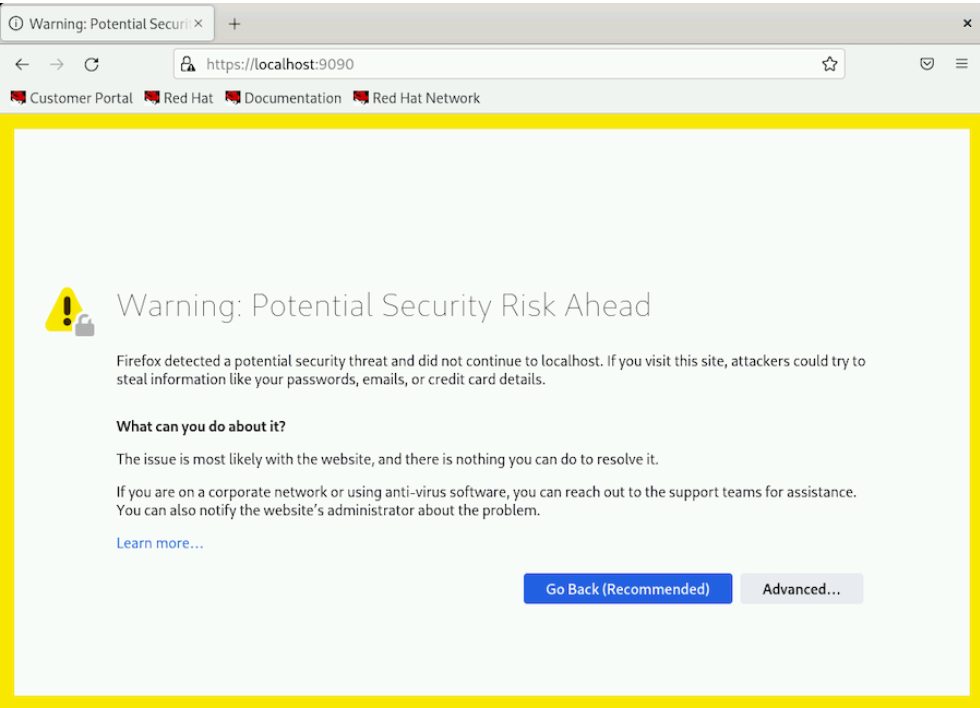 Warning: Potential Securi
https://localhost:9090
Customer Portal Red Hat Documentation Red Hat Network
Warning: Potential Security Risk Ahead
Firefox detected a potential security threat and did not continue to localhost. If you visit this site, attackers could try to
steal information like your passwords, emails, or credit card details.
What can you do about it?
The issue is most likely with the website, and there is nothing you can do to resolve it.
If you are on a corporate network or using anti-virus software, you can reach out to the support teams for assistance.
You can also notify the website’s administrator about the problem.
Learn more…
Go Back (Recommended) Advanced…